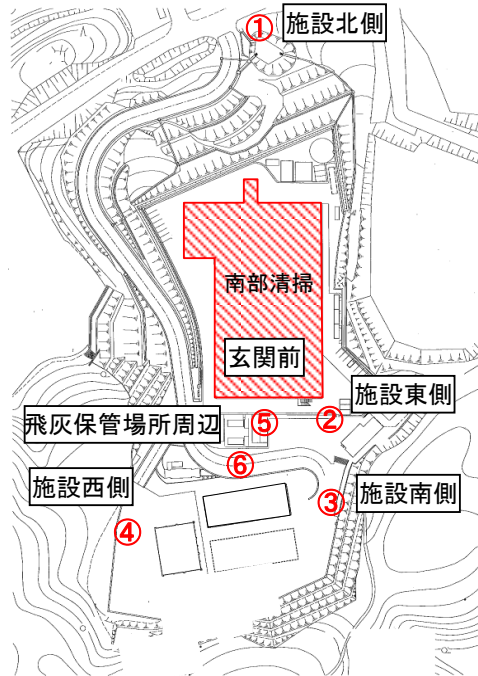 ① 施設北側
南部清掃
玄関前
施設東側
②
飛灰保管場所周辺
⑤
⑥
施設西側
施設南側
③
④